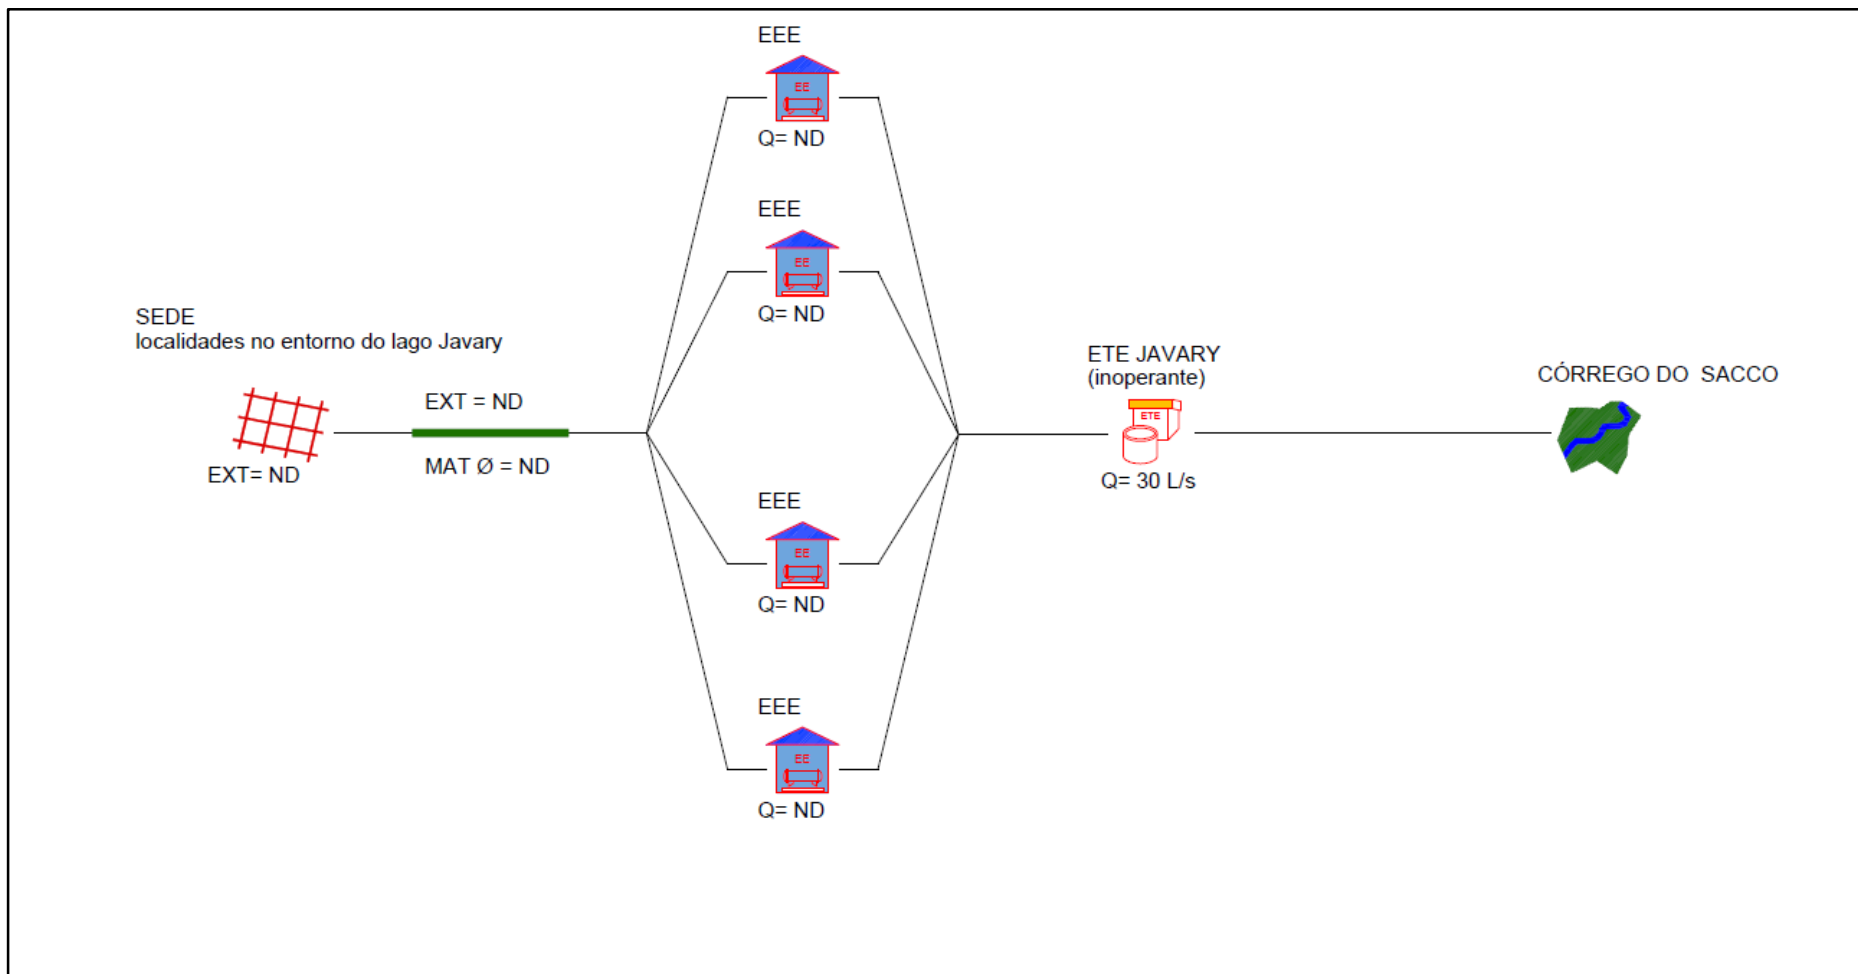 SEDE
localidades no entorno do lago Javary
EXT= ND
EXT = ND
MAT Ø = ND
EEE
EE
Q= ND
EEE
EE
Q= ND
EEE
EE
Q= ND
EEE
EE
Q= ND
ETE JAVARY
(inoperante)
ETE
Q= 30 L/s
CÓRREGO DO SACCO